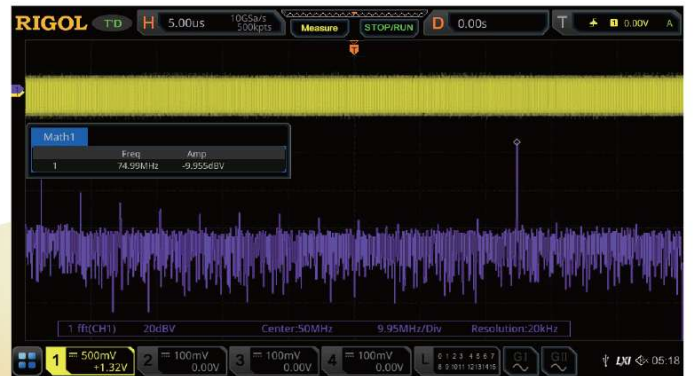 RIGOL T'D H 5.00us 10GSa/s 500kpts Measure STOP/RUN D 0.00s T 1 0.00V A
T
Math1
Freq Amp
1 74.99MHz -9.955dBV
1 fft(CH1) 20dBV Center:50MHz 9.95MHz/Div Resolution:20kHz
1 500mV +1.32V 2 100mV 0.00V 3 100mV 0.00V 4 100mV 0.00V L 0 1 2 3 4 5 6 7 8 9 10 11 12 13 14 15 GI GII LXI 05:18